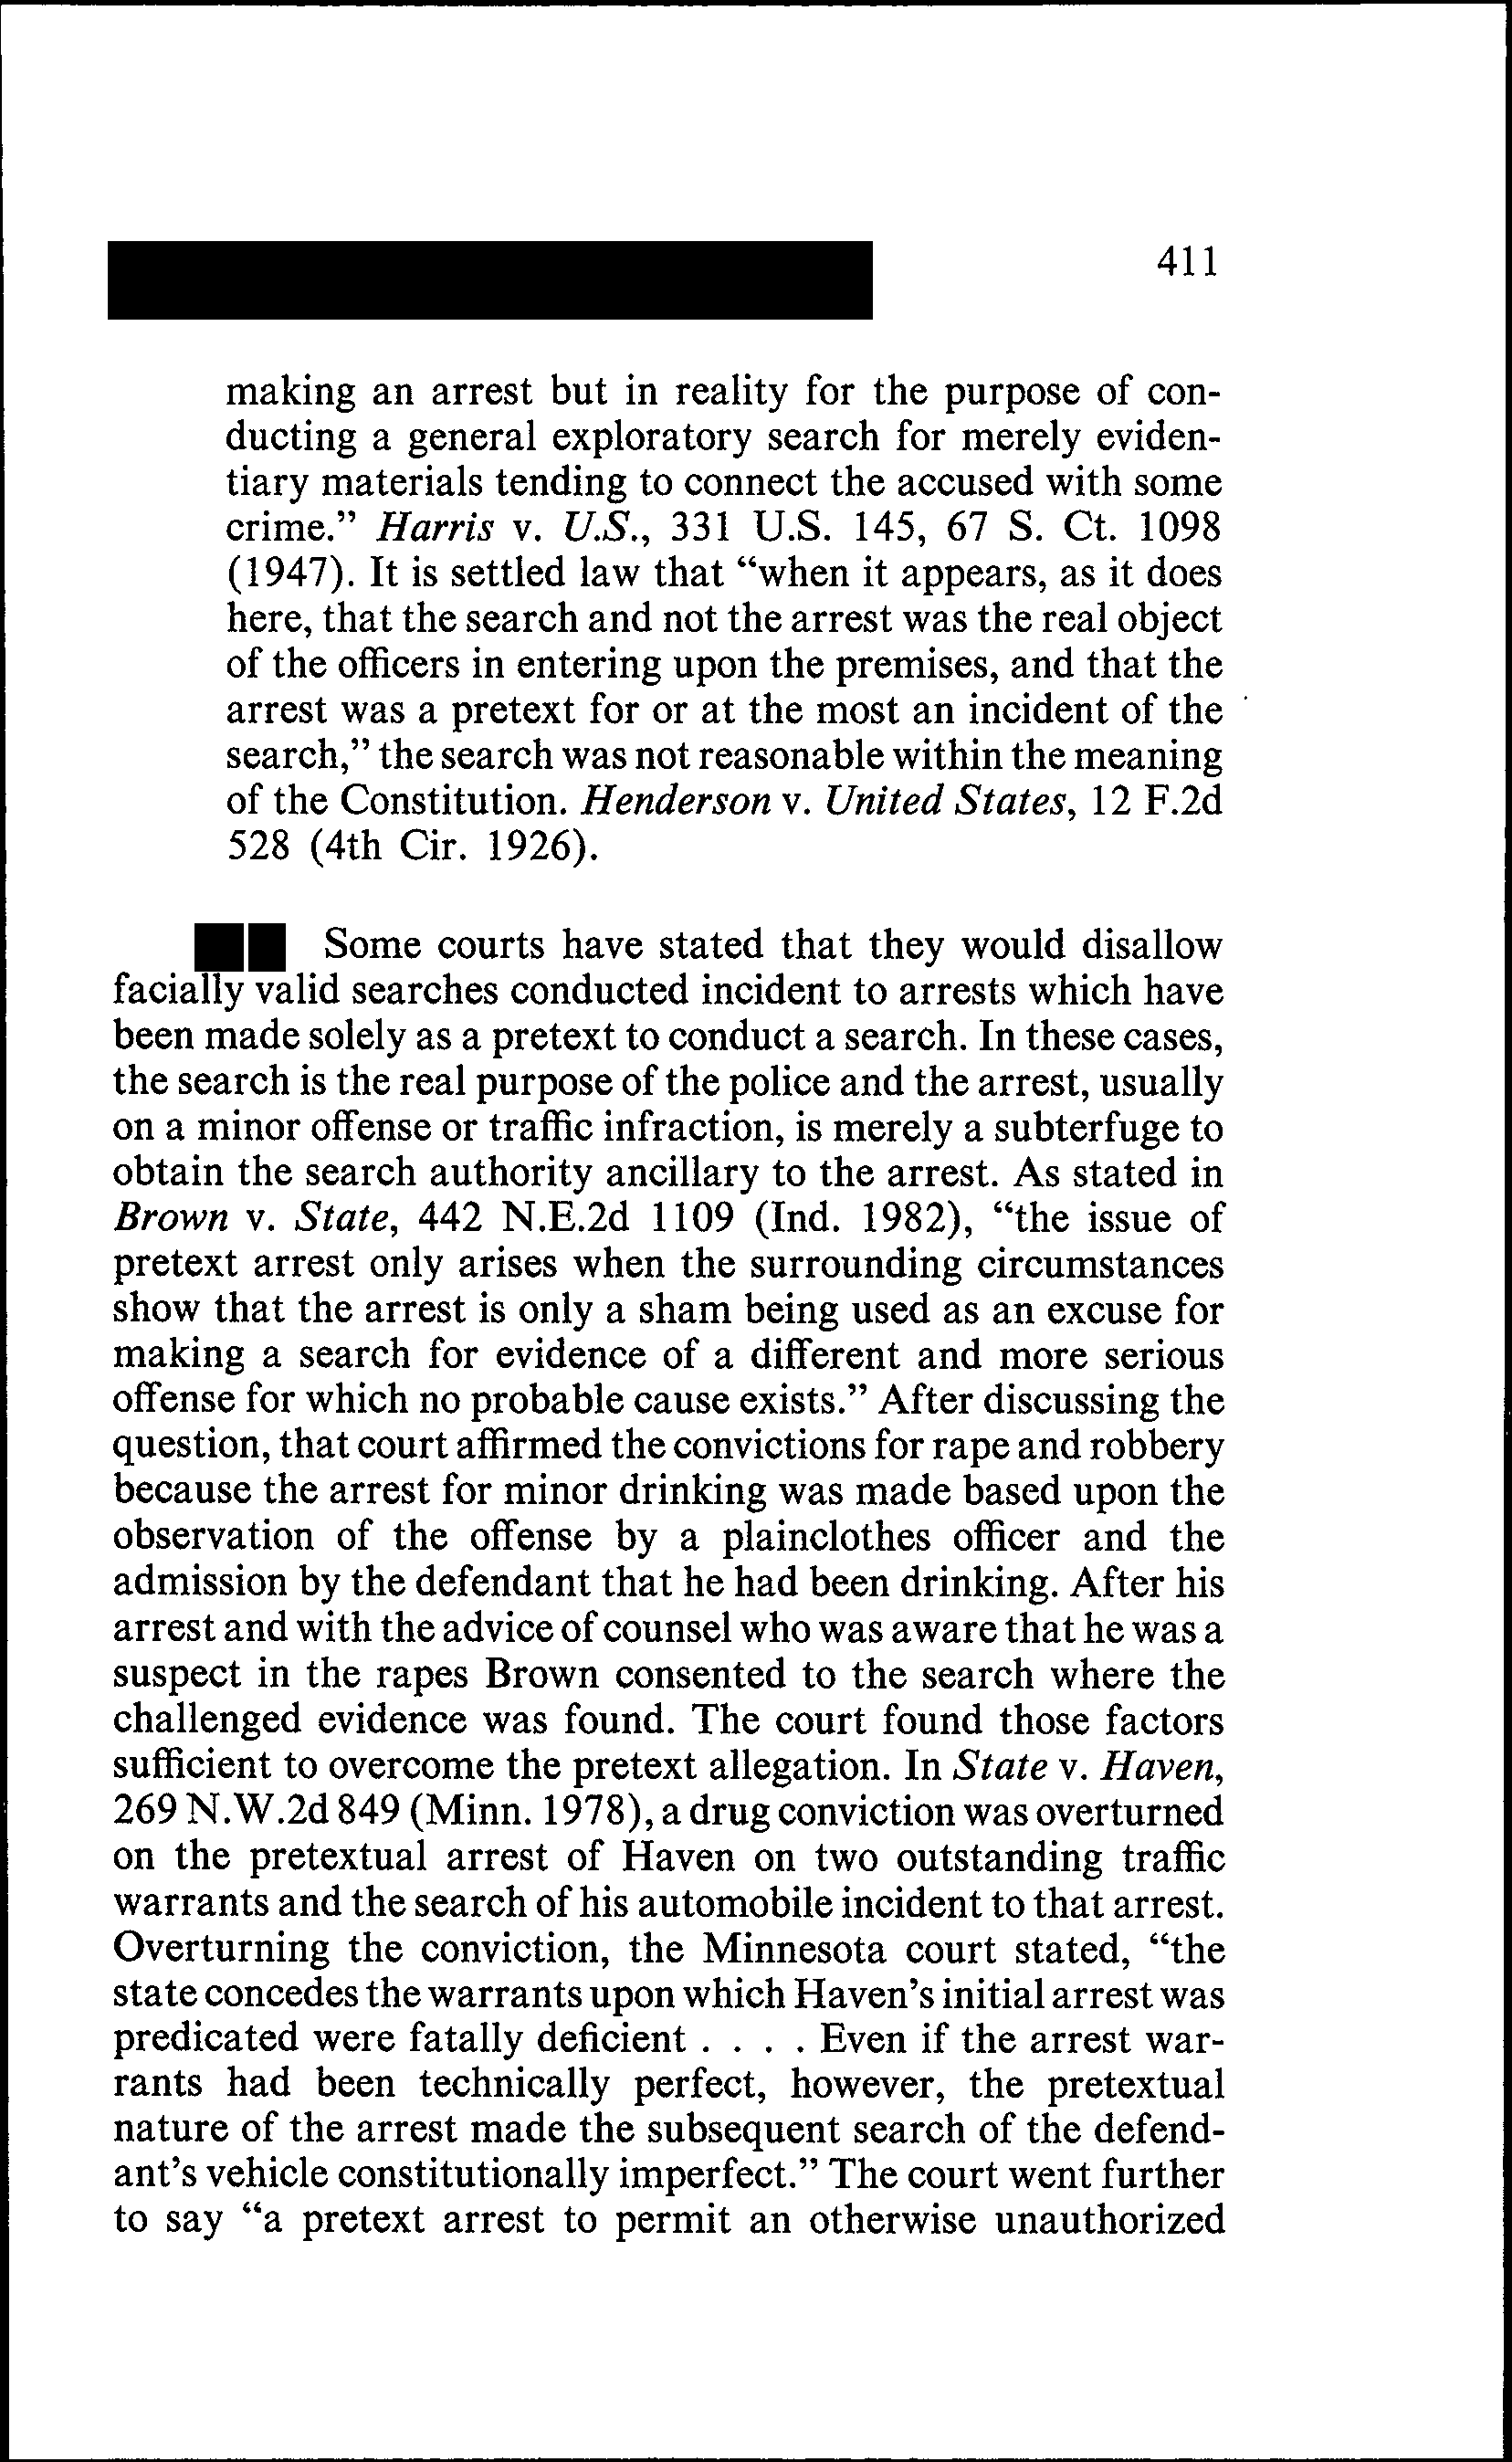 411
making an arrest but in reality for the purpose of con-
ducting a general exploratory search for merely eviden-
tiary materials tending to connect the accused with some
crime.” Harris v. U.S., 331 U.S. 145, 67 S. Ct. 1098
(1947). It is settled law that “when it appears, as it does
here, that the search and not the arrest was the real object
of the officers in entering upon the premises, and that the
arrest was a pretext for or at the most an incident of the
search,” the search was not reasonable within the meaning
of the Constitution. Henderson v. United States, 12 F.2d
528 (4th Cir. 1926).
Some courts have stated that they would disallow
facially valid searches conducted incident to arrests which have
been made solely as a pretext to conduct a search. In these cases,
the search is the real purpose of the police and the arrest, usually
on a minor offense or traffic infraction, is merely a subterfuge to
obtain the search authority ancillary to the arrest. As stated in
Brown v. State, 442 N.E.2d 1109 (Ind. 1982), “the issue of
pretext arrest only arises when the surrounding circumstances
show that the arrest is only a sham being used as an excuse for
making a search for evidence of a different and more serious
offense for which no probable cause exists.” After discussing the
question, that court affirmed the convictions for rape and robbery
because the arrest for minor drinking was made based upon the
observation of the offense by a plainclothes officer and the
admission by the defendant that he had been drinking. After his
arrest and with the advice of counsel who was aware that he was a
suspect in the rapes Brown consented to the search where the
challenged evidence was found. The court found those factors
sufficient to overcome the pretext allegation. In State v. Haven,
269 N.W.2d 849 (Minn. 1978), a drug conviction was overturned
on the pretextual arrest of Haven on two outstanding traffic
warrants and the search of his automobile incident to that arrest.
Overturning the conviction, the Minnesota court stated, “the
state concedes the warrants upon which Haven’s initial arrest was
predicated were fatally deficient . . . . Even if the arrest war-
rants had been technically perfect, however, the pretextual
nature of the arrest made the subsequent search of the defend-
ant’s vehicle constitutionally imperfect.” The court went further
to say “a pretext arrest to permit an otherwise unauthorized